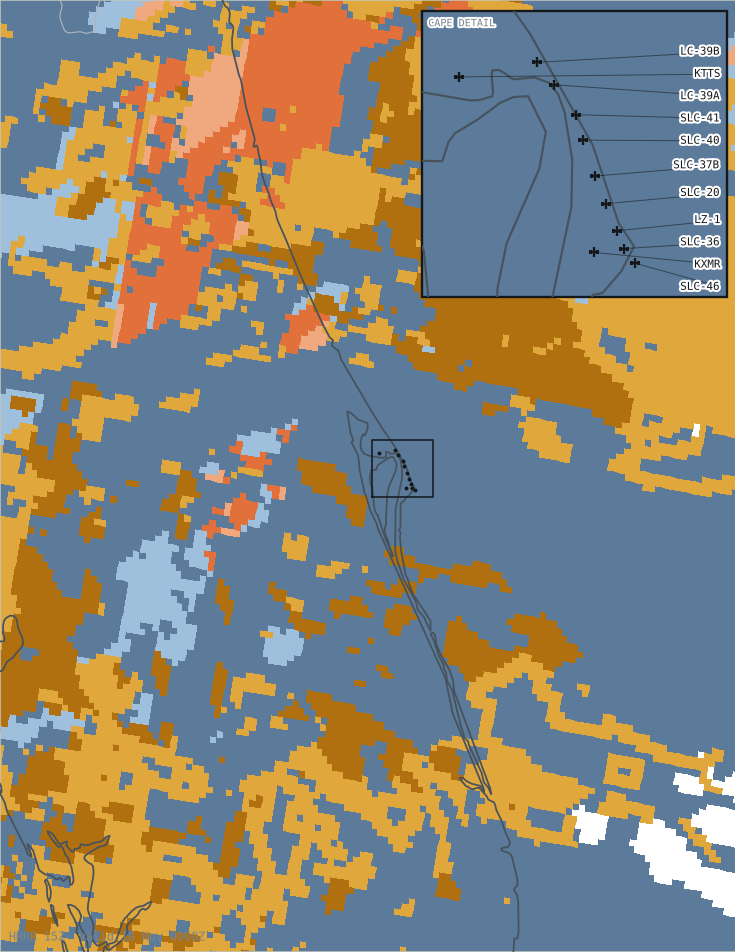 CAPE DETAIL
LC-39B
KTTS
LC-39A
SLC-41
SLC-40
SLC-37B
SLC-20
LZ-1
SLC-36
KXMR
SLC-46